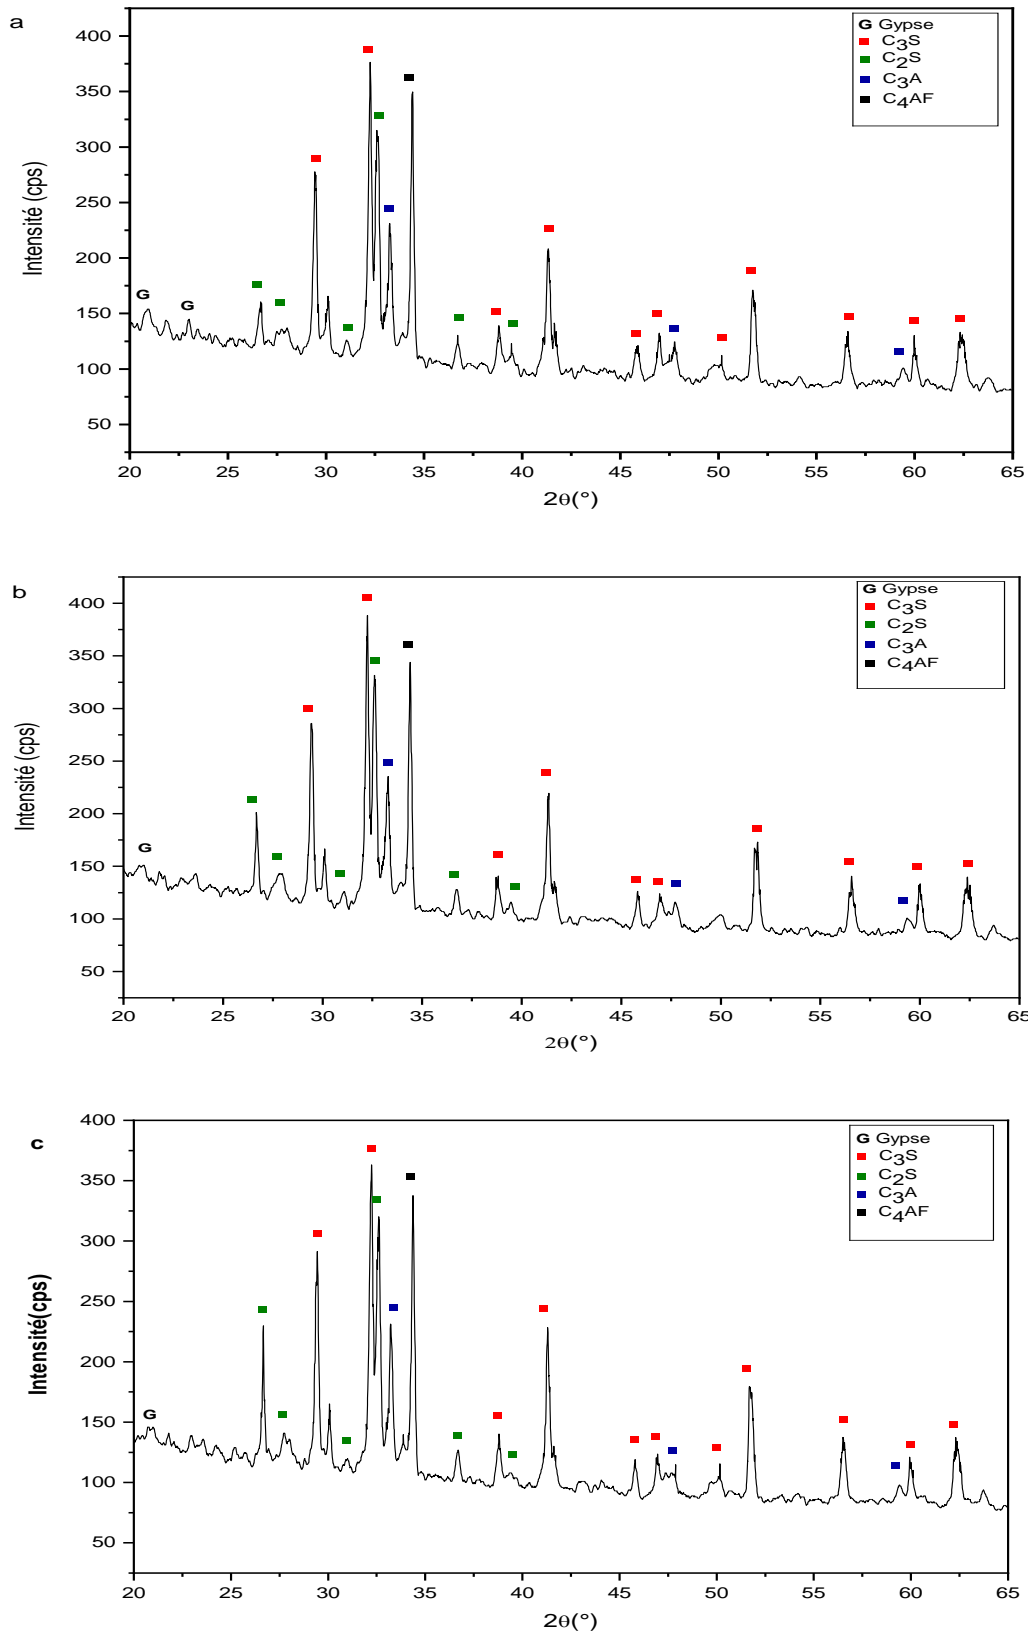 a
G Gypse
C3S
C2S
C3A
C4AF
400
350
300
250
200
150
100
50
Intensité (cps)
G
G
20 25 30 35 40 45 50 55 60 65
2θ(°)
b
G Gypse
C3S
C2S
C3A
C4AF
400
350
300
250
200
150
100
50
Intensité (cps)
G
20 25 30 35 40 45 50 55 60 65
2θ(°)
c
G Gypse
C3S
C2S
C3A
C4AF
400
350
300
250
200
150
100
50
Intensité(cps)
G
20 25 30 35 40 45 50 55 60 65
2θ(°)